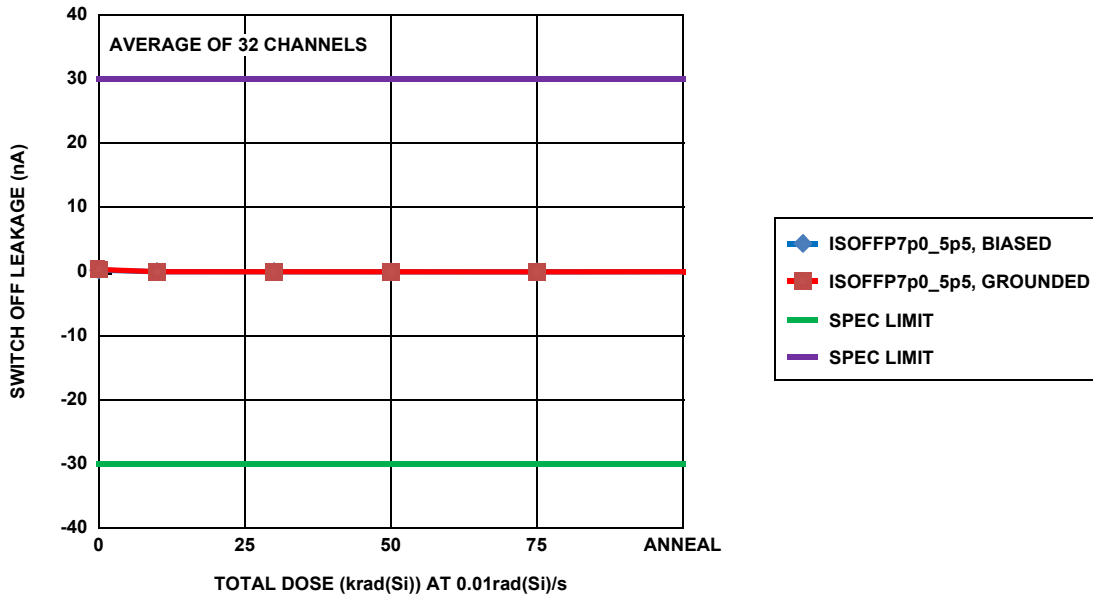 AVERAGE OF 32 CHANNELS
40
30
20
10
0
-10
-20
-30
-40
SWITCH OFF LEAKAGE (nA)
0 25 50 75 ANNEAL
TOTAL DOSE (krad(Si)) AT 0.01rad(Si)/s
ISOFFP7p0_5p5, BIASED
ISOFFP7p0_5p5, GROUNDED
SPEC LIMIT
SPEC LIMIT